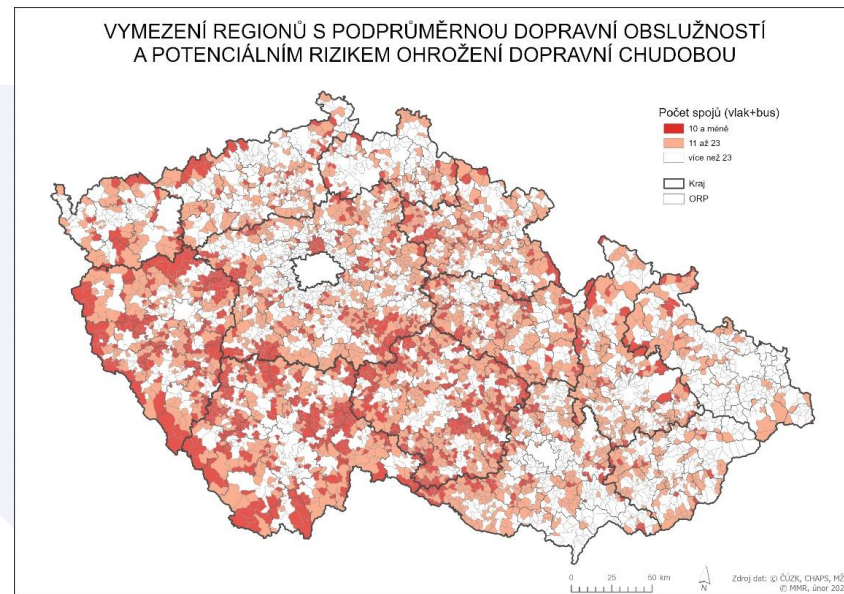 VYMEZENÍ REGIONŮ S PODPRŮMĚRNOU DOPRAVNÍ OBSLUŽNOSTÍ
A POTENCIÁLNÍM RIZIKEM OHROŽENÍ DOPRAVNÍ CHUDOBOU
Počet spojů (vlak+bus)
10 a méně
11 až 23
více než 23
Kraj
ORP
0 25 50 km
N
Zdroj dat: © ČÚZK, CHAPS, MŽ
© MMR, únor 202